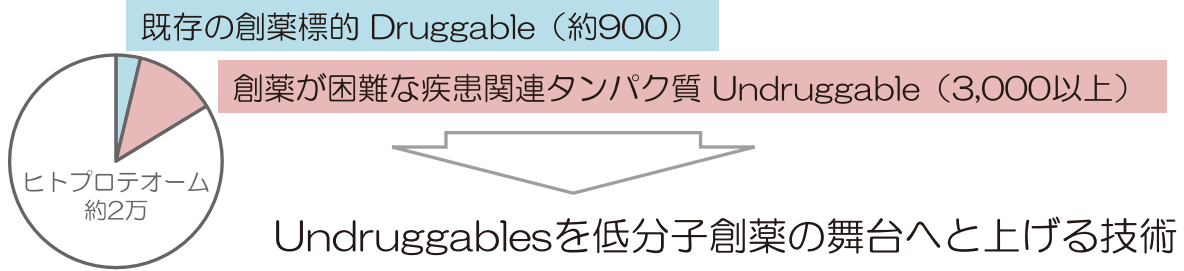 既存の創薬標的 Druggable（約900）
創薬が困難な疾患関連タンパク質 Undruggable（3,000以上）
ヒトプロテオーム
約2万
Undruggablesを低分子創薬の舞台へと上げる技術